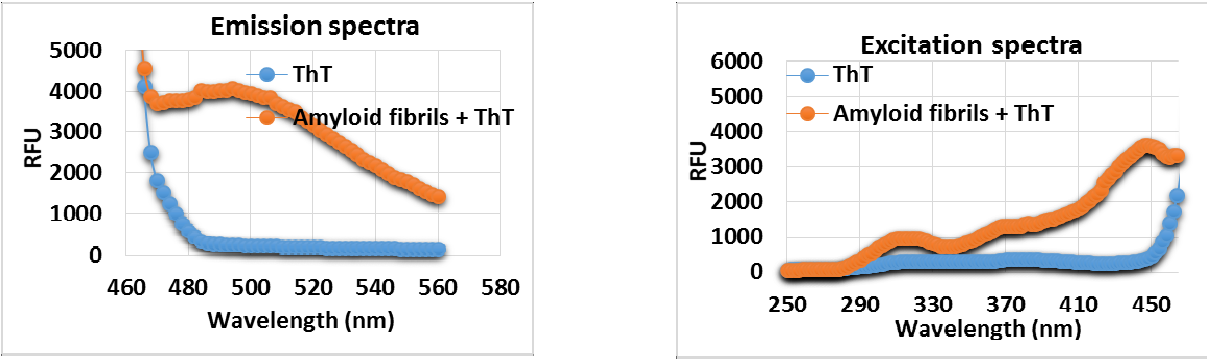 Emission spectra
5000
4000
3000
2000
1000
0
RFU
ThT
Amyloid fibrils + ThT
460 480 500 520 540 560 580
Wavelength (nm)
Excitation spectra
6000
5000
4000
3000
2000
1000
0
RFU
ThT
Amyloid fibrils + ThT
250 290 330 370 410 450
Wavelength (nm)